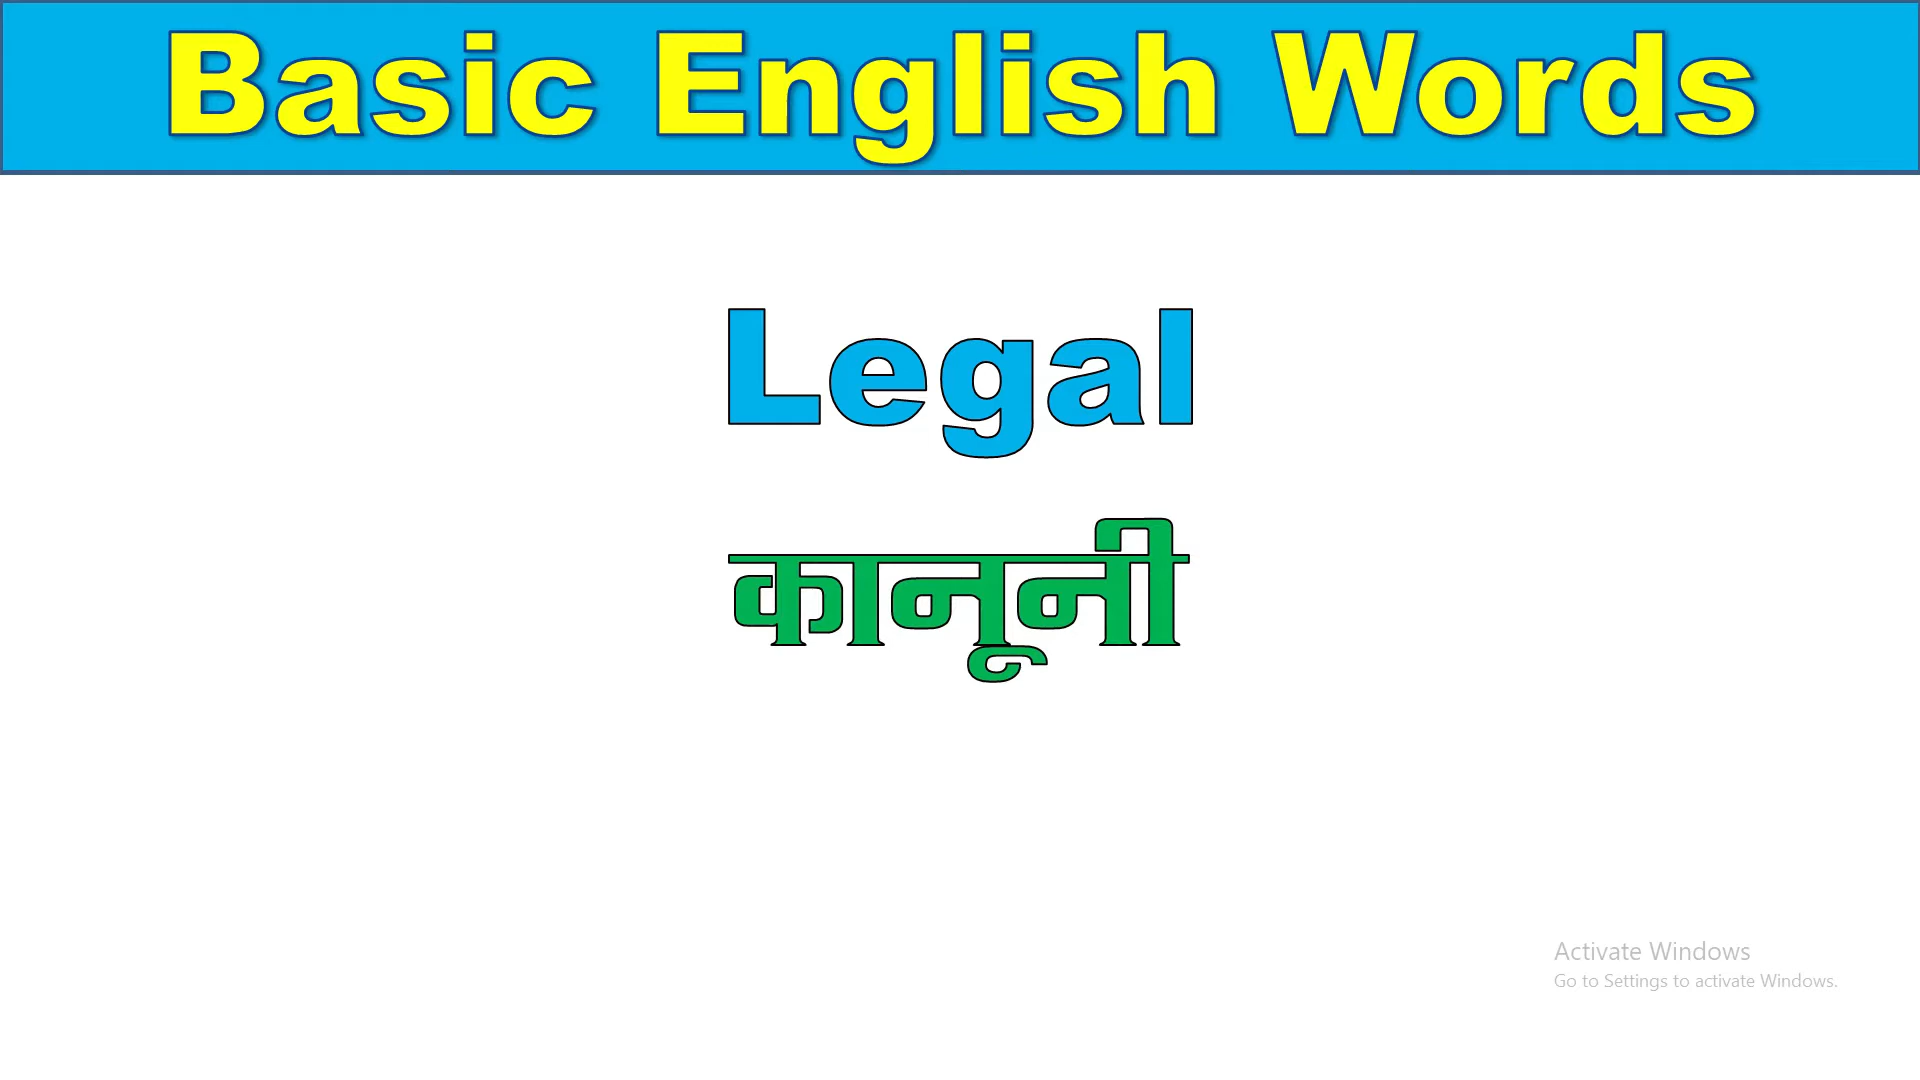 Basic English Words
Legal
कानूनी
Activate Windows
Go to Settings to activate Windows.